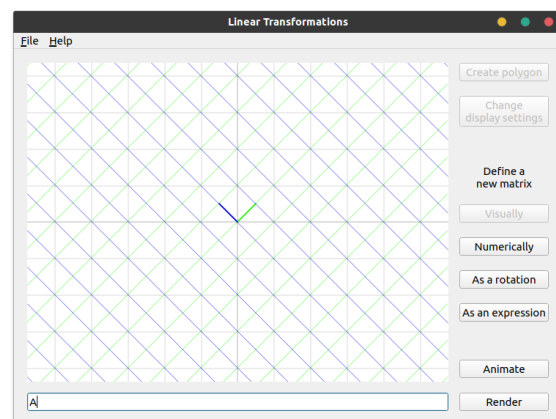 Linear Transformations
File Help
Create polygon
Change
display settings
Define a
new matrix
Visually
Numerically
As a rotation
As an expression
Animate
A
Render